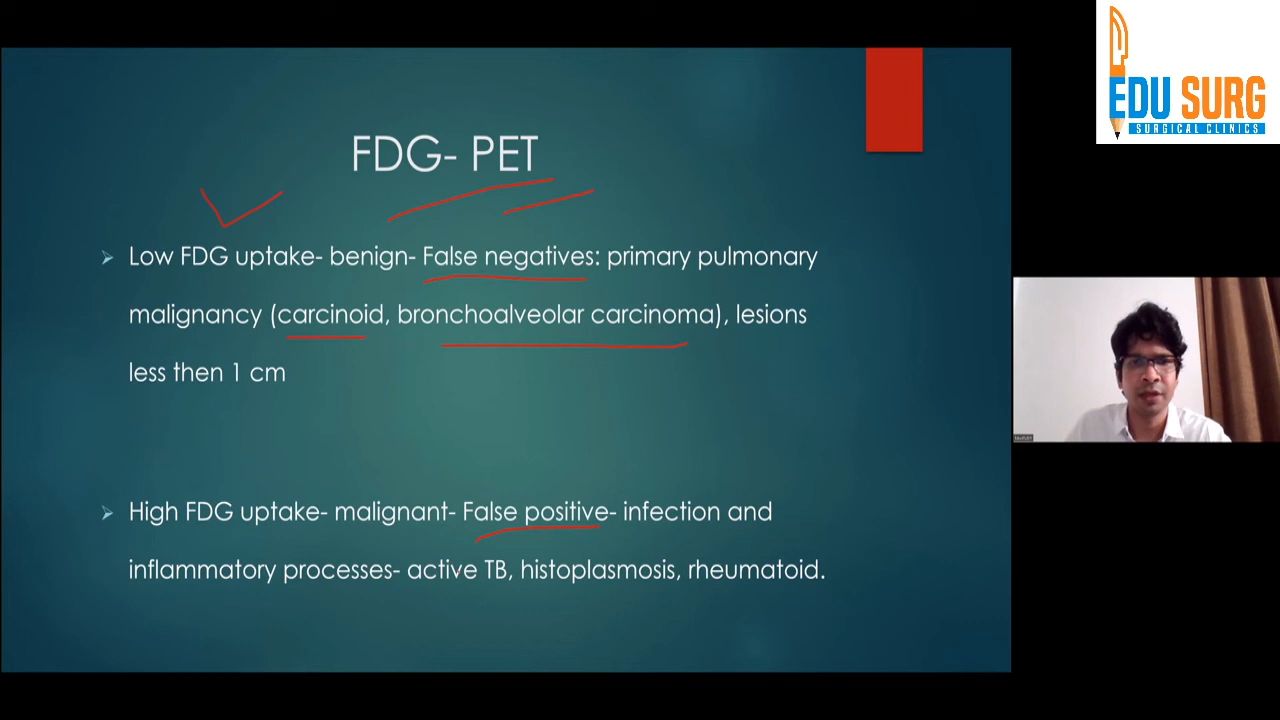 EDU SURG
SURGICAL CLINICS
FDG- PET
Low FDG uptake- benign- False negatives: primary pulmonary
malignancy (carcinoid, bronchoalveolar carcinoma), lesions
less then 1 cm
High FDG uptake- malignant- False positive- infection and
inflammatory processes- active TB, histoplasmosis, rheumatoid.